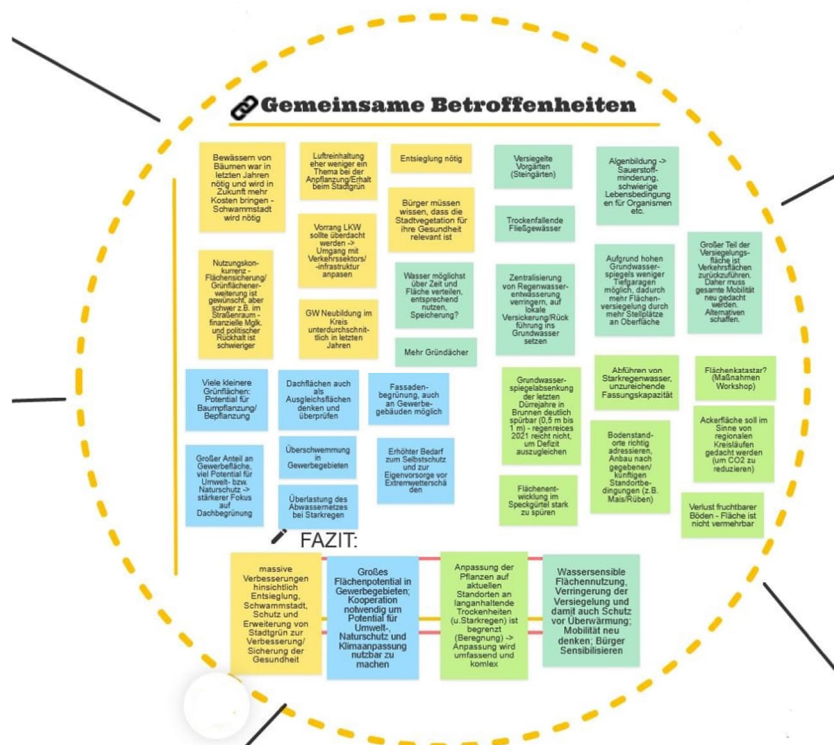 Gemeinsame Betroffenheiten
Bewässern von
Bäumen war in
letzten Jahren
nötig und wird in
Zukunft mehr
Kosten bringen -
Schwammstadt
wird nötig
Luftreinhaltung
eher weniger ein
Thema bei der
Anpflanzung/Erhalt
beim Stadtgrün
Entsieglung nötig
Vorrang LKW
sollte überdacht
werden ->
Umgang mit
Verkehrssektors/
-infrastruktur
anpasen
Bürger müssen
wissen, dass die
Stadtvegetation für
ihre Gesundheit
relevant ist
Nutzungskon-
kurrenz -
Flächensicherung/
Grünflächener-
weiterung ist
gewünscht, aber
schwer z.B. im
Straßenraum -
finanzielle Mglk.
und politischer
Rückhalt ist
schwieriger
GW Neubildung im
Kreis
unterdurchschnit-
tlich in letzten
Jahren
Versiegelte
Vorgärten
(Steingärten)
Algenbildung ->
Sauerstoff-
minderung,
schwierige
Lebensbedingung
en für Organismen
etc.
Trockenfallende
Fließgewässer
Wasser möglichst
über Zeit und
Fläche verteilen,
entsprechend
nutzen,
Speicherung?
Zentralisierung
von Regenwasser-
entwässerung
verringern, auf
lokale
Versickerung/Rück
führung ins
Grundwasser
setzen
Aufgrund hohen
Grundwasser-
spiegels weniger
Tiefgaragen
möglich, dadurch
mehr Flächen-
versiegelung durch
mehr Stellplätze
an Oberfläche
Großer Teil der
Versiegelungs-
fläche ist
Verkehrsflächen
zurückzuführen.
Daher muss
gesamte Mobilität
neu gedacht
werden.
Alternativen
schaffen.
Mehr Gründächer
Viele kleinere
Grünflächen:
Potential für
Baumpflanzung/
Bepflanzung
Dachflächen auch
als
Ausgleichsflächen
denken und
überprüfen
Fassaden-
begrünung, auch
an Gewerbe-
gebäuden möglich
Großer Anteil an
Gewerbefläche,
viel Potential für
Umwelt- bzw.
Naturschutz ->
stärkerer Fokus
auf
Dachbegrünung
Überschwemmung
in
Gewerbegebieten
Erhöhter Bedarf
zum Selbstschutz
und zur
Eigenvorsorge vor
Extremwetterschä
den
Überlastung des
Abwassernetzes
bei Starkregen
Grundwasser-
spiegelabsenkung
der letzten
Dürrejahre in
Brunnen deutlich
spürbar (0,5 m bis
1 m) - regenreices
2021 reicht nicht,
um Defizit
auszugleichen
Abführen von
Starkregenwasser,
unzureichende
Fassungskapazität
Flächenkatastar?
(Maßnahmen
Workshop)
Bodenstand-
orte richtig
adressieren,
Anbau nach
gegebenen/
künftigen
Standortbe-
dingungen (z.B.
Mais/Rüben)
Ackerfläche soll im
Sinne von
regionalen
Kreisläufen
gedacht werden
(um CO2 zu
reduzieren)
Flächenent-
wicklung im
Speckgürtel stark
zu spüren
Verlust fruchtbarer
Böden - Fläche ist
nicht vermehrbar
FAZIT:
massive
Verbesserungen
hinsichtlich
Entsieglung,
Schwammstadt,
Schutz und
Erweiterung von
Stadtgrün zur
Verbesserung/
Sicherung der
Gesundheit
Großes
Flächenpotential in
Gewerbegebieten;
Kooperation
notwendig um
Potential für
Umwelt-,
Naturschutz und
Klimaanpassung
nutzbar zu
machen
Anpassung der
Pflanzen auf
aktuellen
Standorten an
langanhaltende
Trockenheiten
(u.Starkregen) ist
begrenzt
(Beregnung) ->
Anpassung wird
umfassend und
komlex
Wassersensible
Flächennutzung,
Verringerung der
Versiegelung und
damit auch Schutz
vor Überwärmung;
Mobilität neu
denken; Bürger
Sensibilisieren